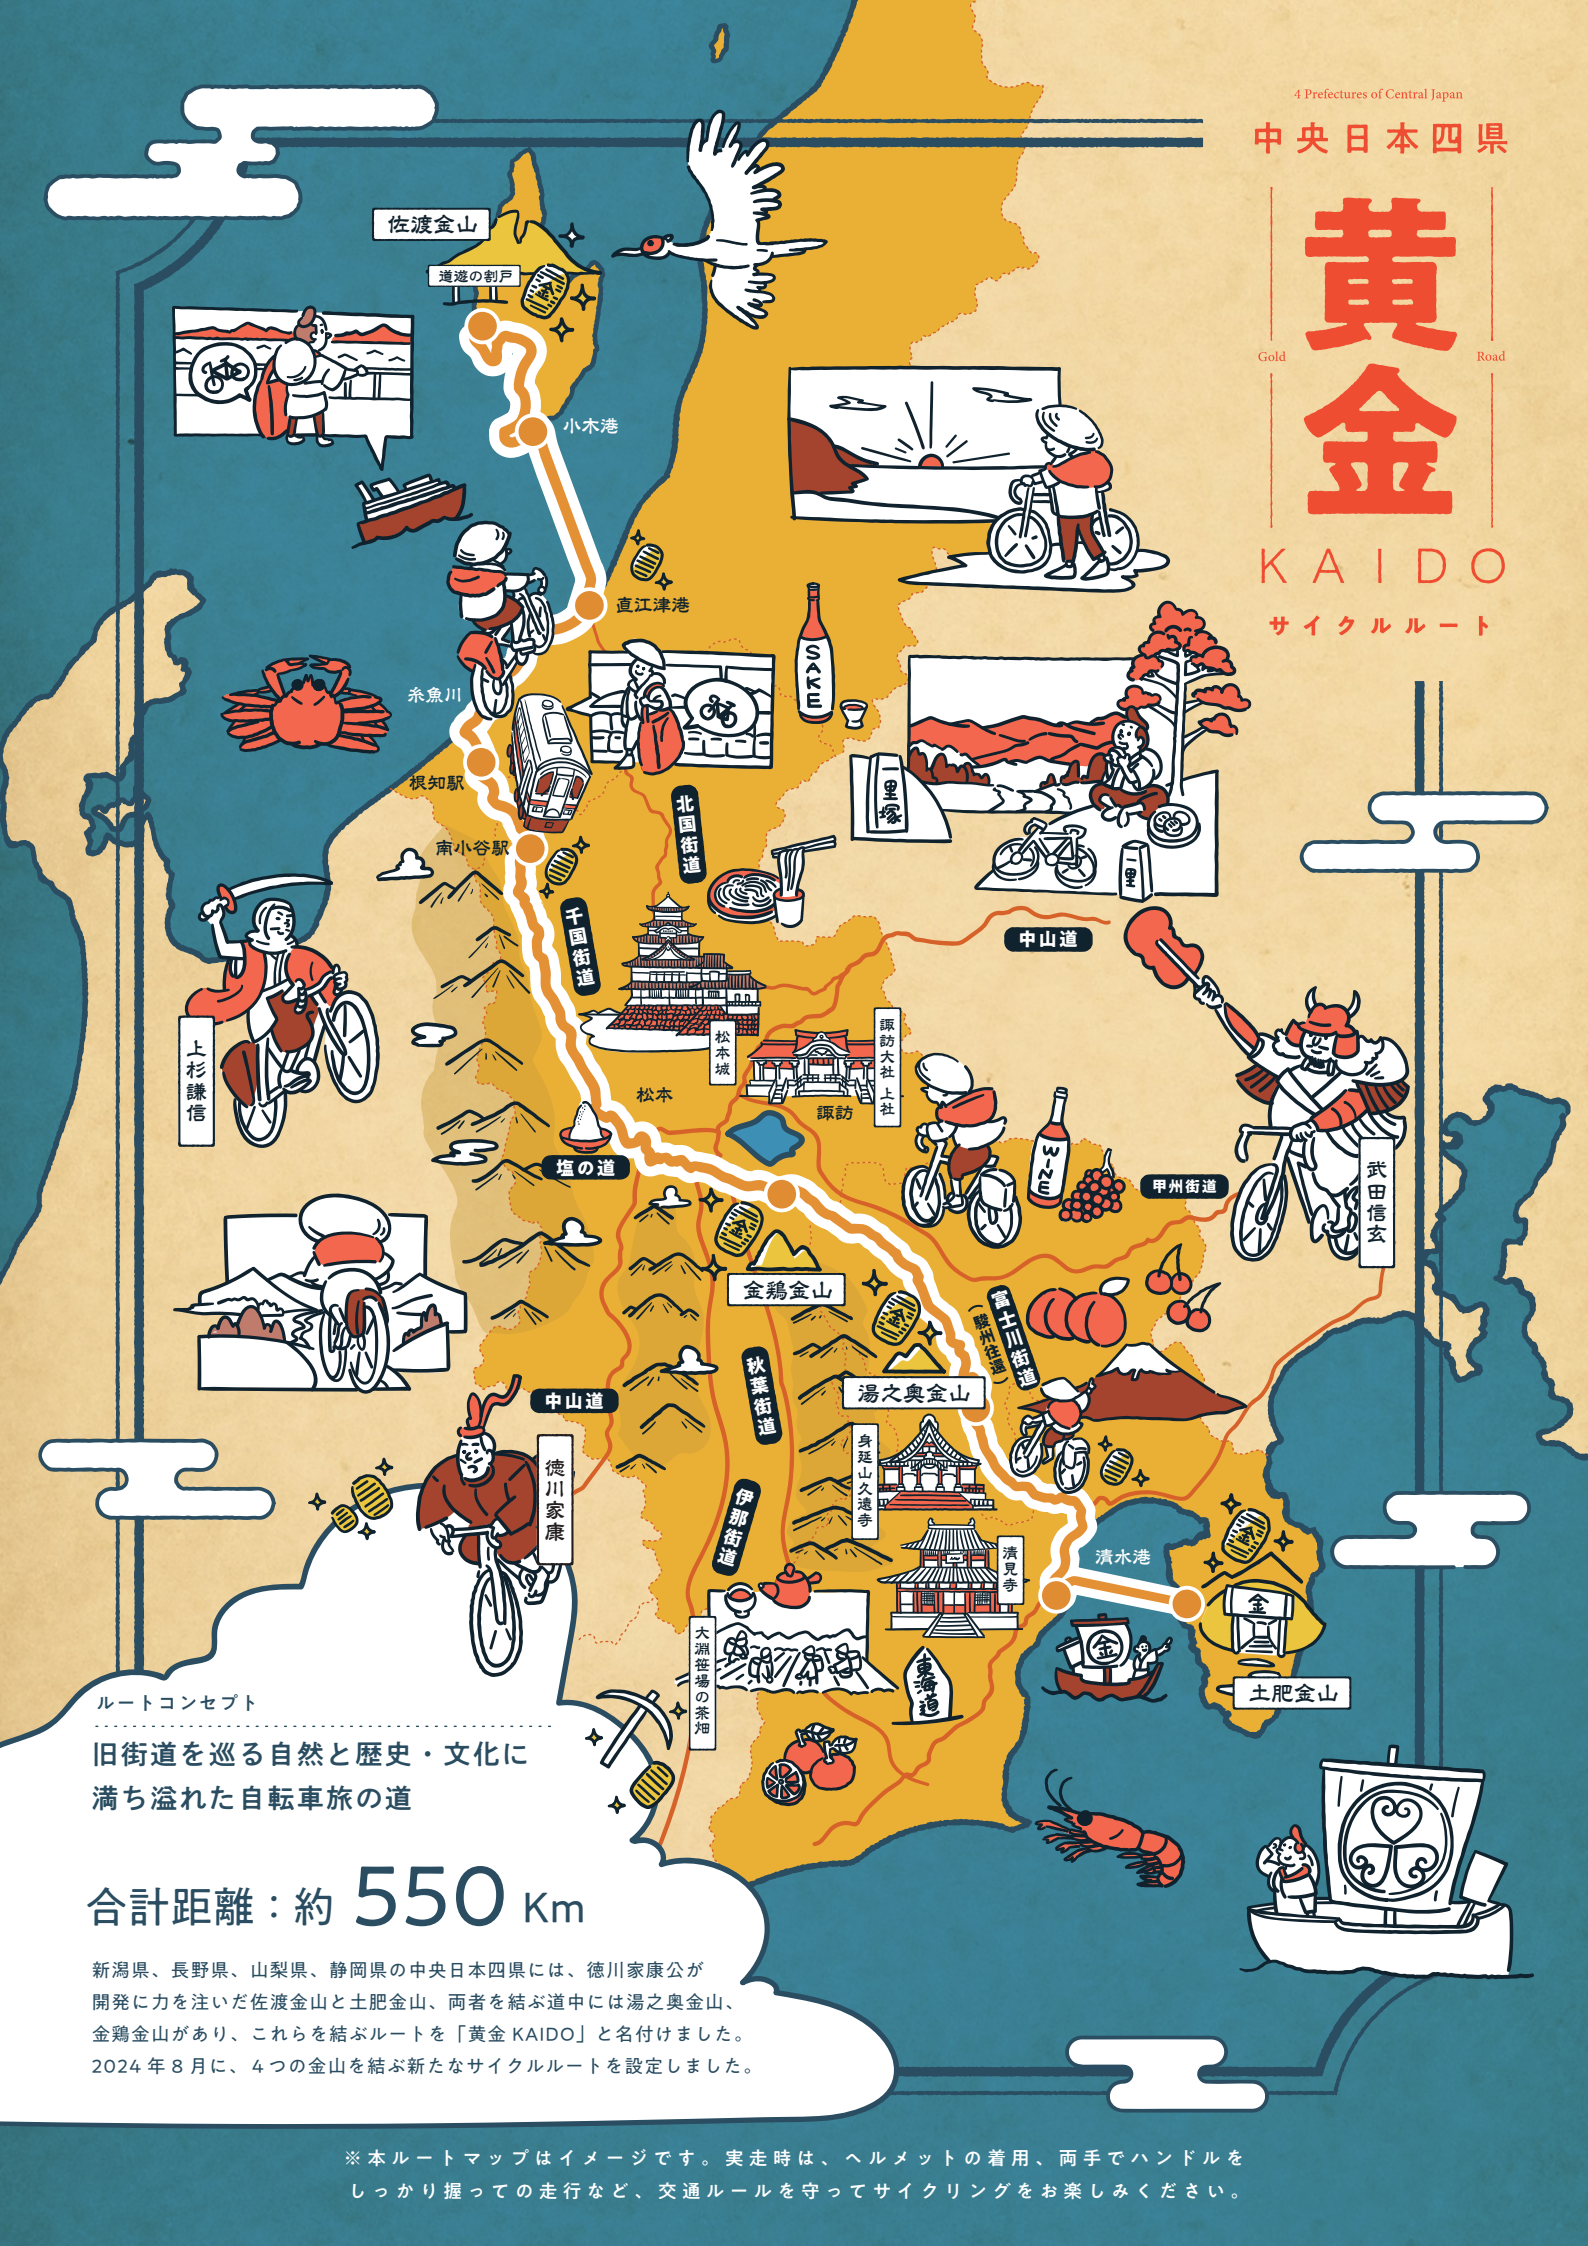 4 Prefectures of Central Japan
中央日本四県
黄金
Gold
Road
KAIDO
サイクルルート
佐渡金山
道遊の割戸
金
小木港
直江津港
糸魚川
根知駅
南小谷駅
SAKE
北国街道
千国街道
一里塚
一里
中山道
上杉謙信
松本城
諏訪大社 上社
松本
諏訪
塩の道
WINE
甲州街道
武田信玄
金
金鶏金山
金
富士川街道
(駿州往還)
湯之奥金山
秋葉街道
中山道
徳川家康
身延山久遠寺
伊那街道
清見寺
清水港
金
金
土肥金山
金
大淵笹場の茶畑
東海道
ルートコンセプト
旧街道を巡る自然と歴史・文化に
満ち溢れた自転車旅の道
合計距離：約 550 Km
新潟県、長野県、山梨県、静岡県の中央日本四県には、徳川家康公が
開発に力を注いだ佐渡金山と土肥金山、両者を結ぶ道中には湯之奥金山、
金鶏金山があり、これらを結ぶルートを「黄金 KAIDO」と名付けました。
2024 年 8 月に、4 つの金山を結ぶ新たなサイクルルートを設定しました。
※本ルートマップはイメージです。実走時は、ヘルメットの着用、両手でハンドルを
しっかり握っての走行など、交通ルールを守ってサイクリングをお楽しみください。